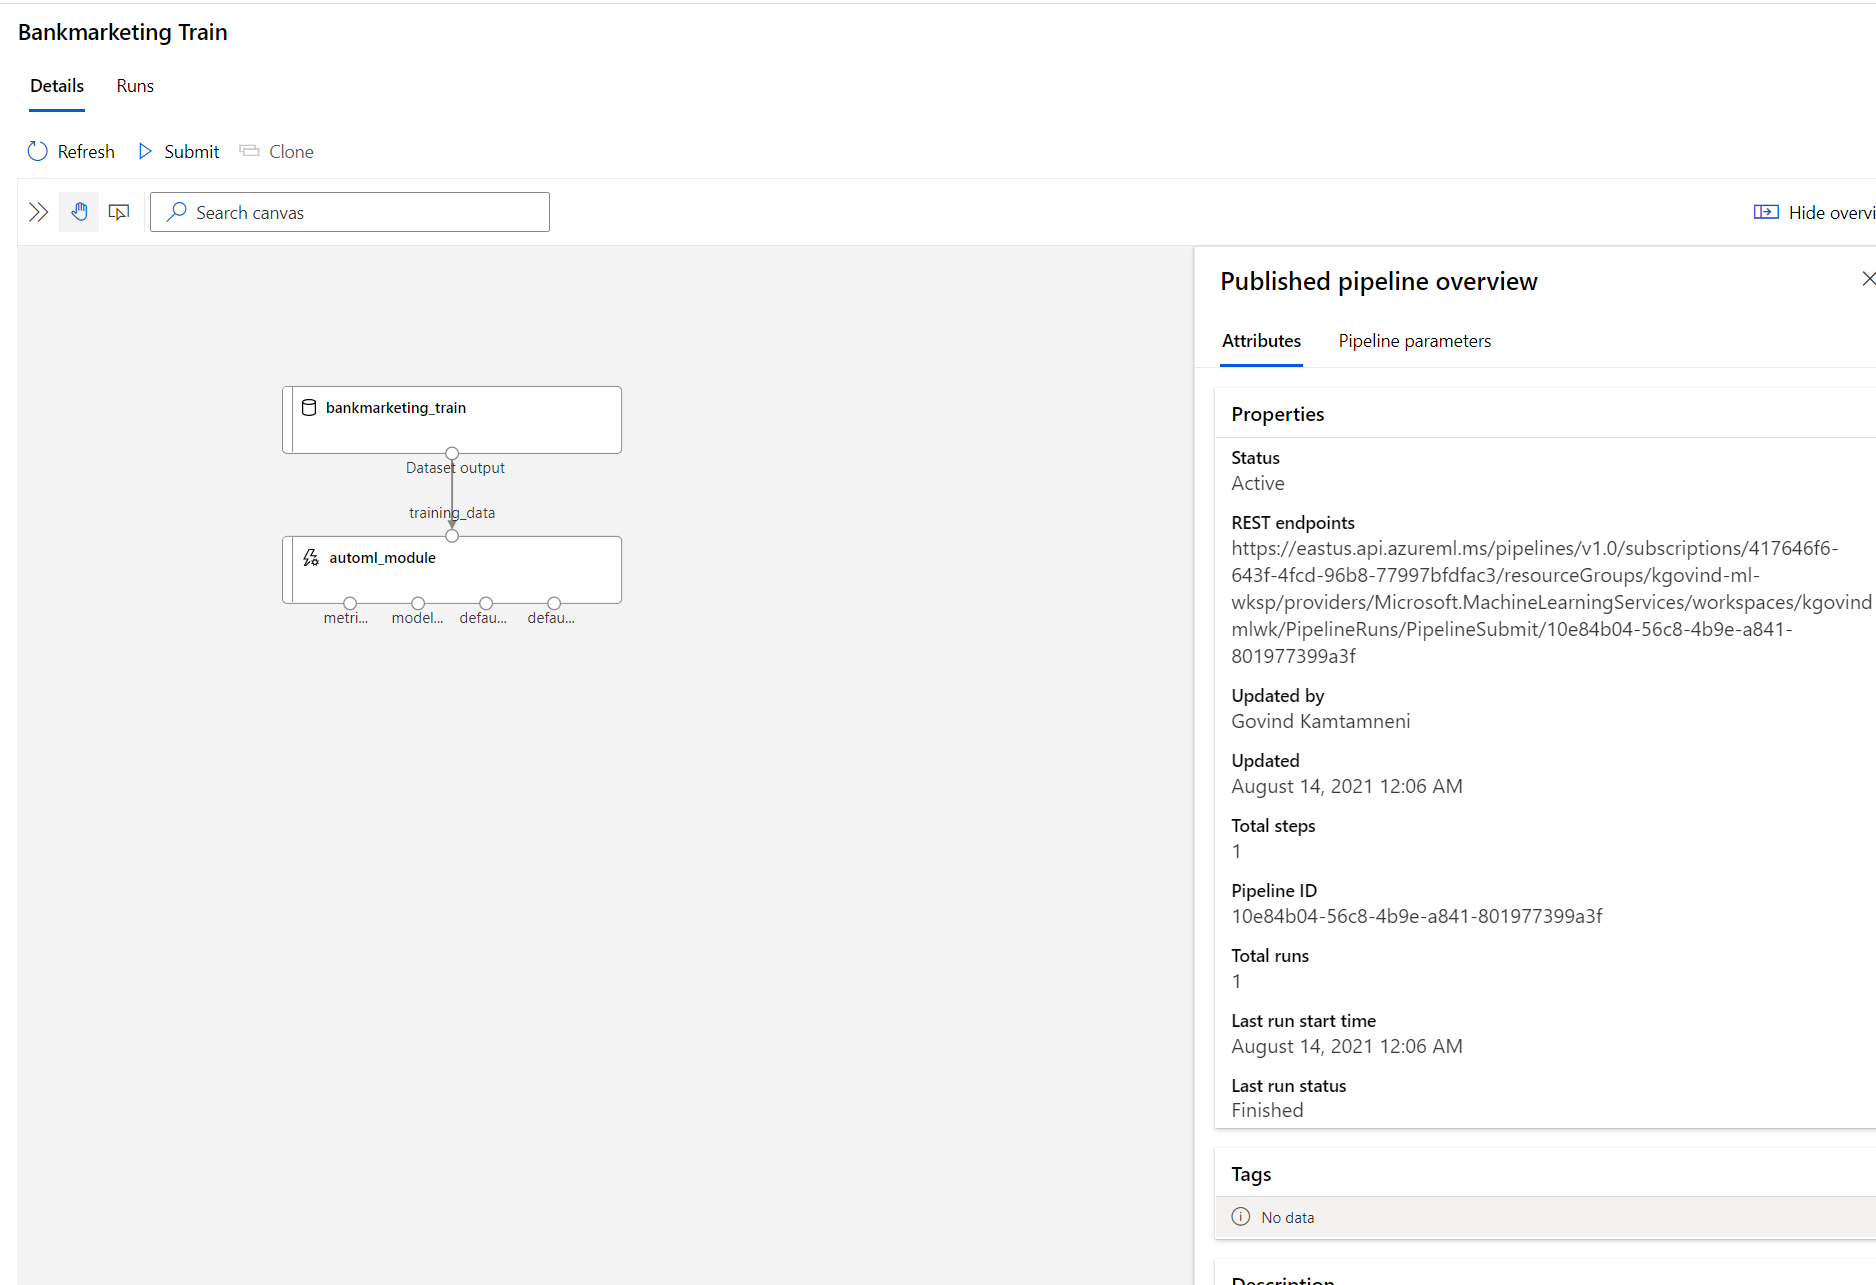 Bankmarketing Train
Details Runs
Refresh Submit Clone
Search canvas
Hide overvi
bankmarketing_train
Dataset output
training_data
automl_module
metri... model... defau... defau...
Published pipeline overview
Attributes Pipeline parameters
Properties
Status
Active
REST endpoints
https://eastus.api.azureml.ms/pipelines/v1.0/subscriptions/417646f6-
643f-4fcd-96b8-77997bfdfac3/resourceGroups/kgovind-ml-
wksp/providers/Microsoft.MachineLearningServices/workspaces/kgovind
mlwk/PipelineRuns/PipelineSubmit/10e84b04-56c8-4b9e-a841-
801977399a3f
Updated by
Govind Kamtamneni
Updated
August 14, 2021 12:06 AM
Total steps
1
Pipeline ID
10e84b04-56c8-4b9e-a841-801977399a3f
Total runs
1
Last run start time
August 14, 2021 12:06 AM
Last run status
Finished
Tags
No data
Description